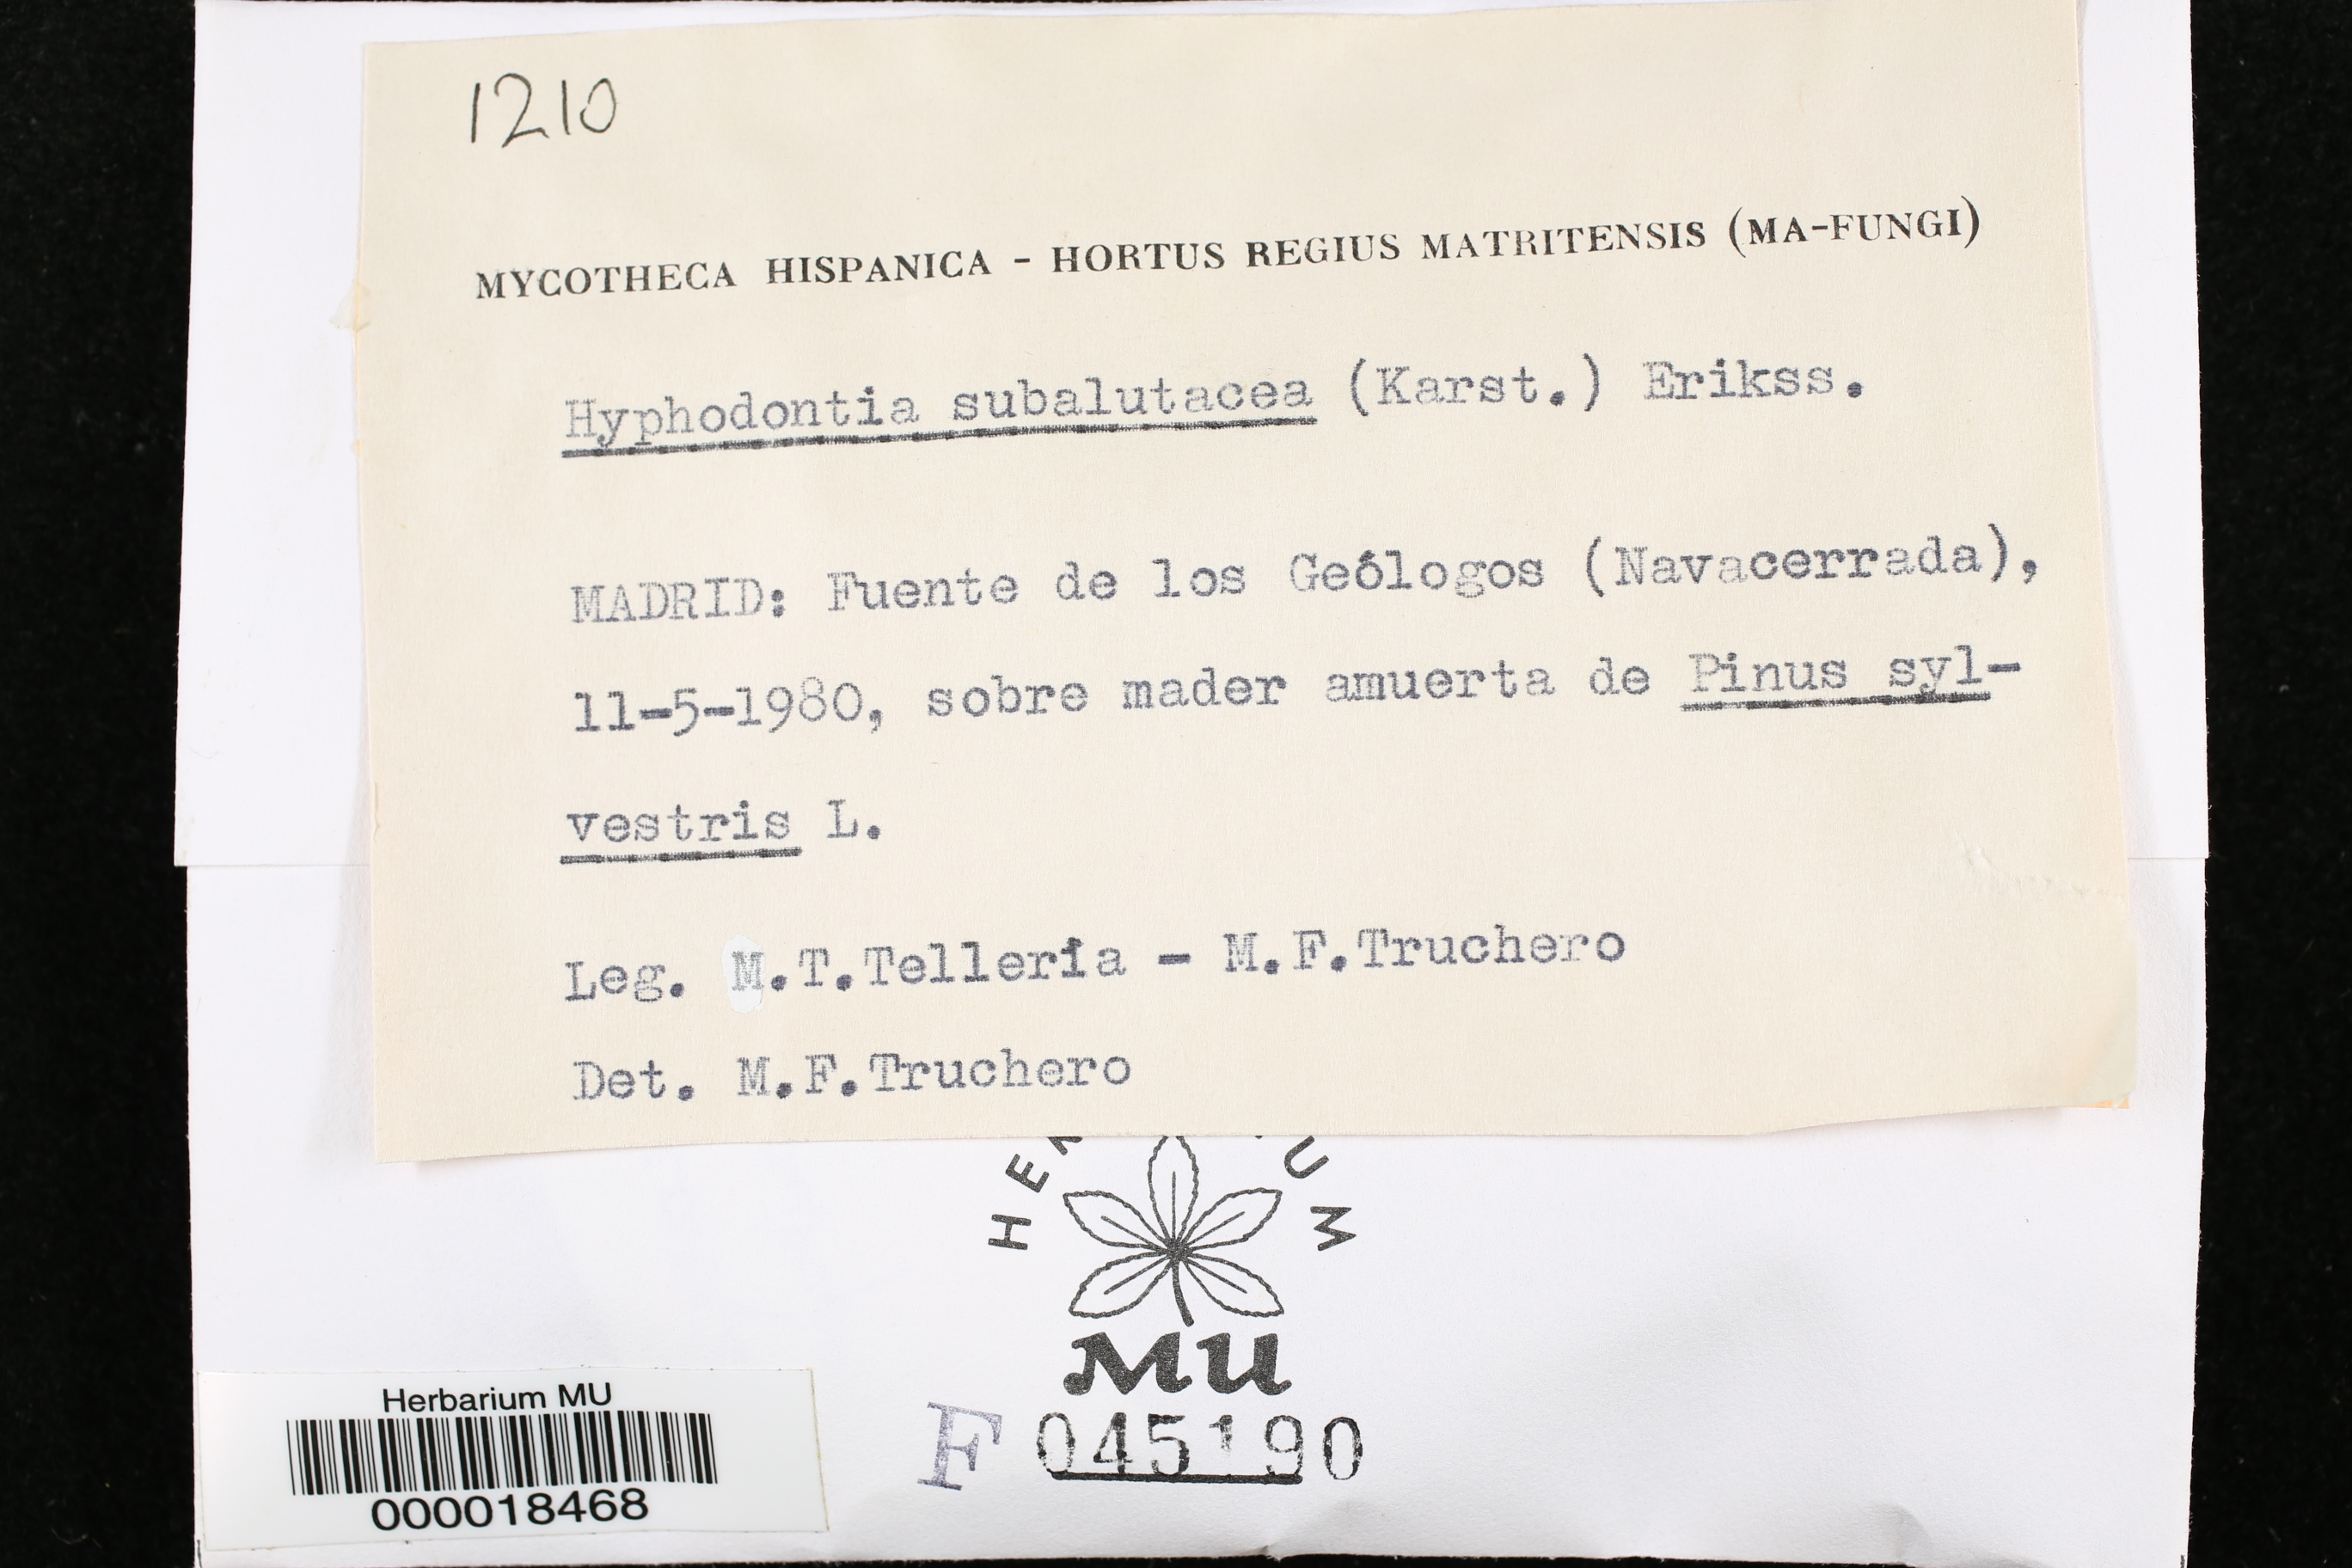 1210
MYCOTHECA HISPANICA - HORTUS REGIUS MATRITENSIS (MA-FUNGI)
Hyphodontia subalutacea (Karst.) Erikss.
MADRID: Fuente de los Geólogos (Navacerrada),
11-5-1980, sobre mader amuerta de Pinus syl-
vestris L.
Leg. M.T.Tellería - M.F.Truchero
Det. M.F.Truchero
MU
F 045190
Herbarium MU
000018468